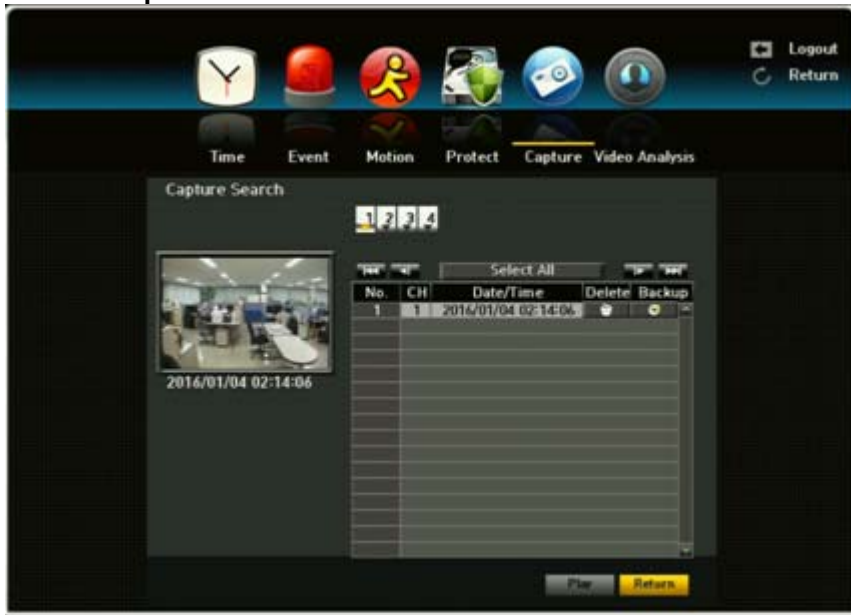 Logout
Return
Time Event Motion Protect Capture Video Analysis
Capture Search
1 2 3 4
Select All
No. CH Date/Time Delete Backup
1 1 2016/01/04 02:14:06
2016/01/04 02:14:06
Play Return